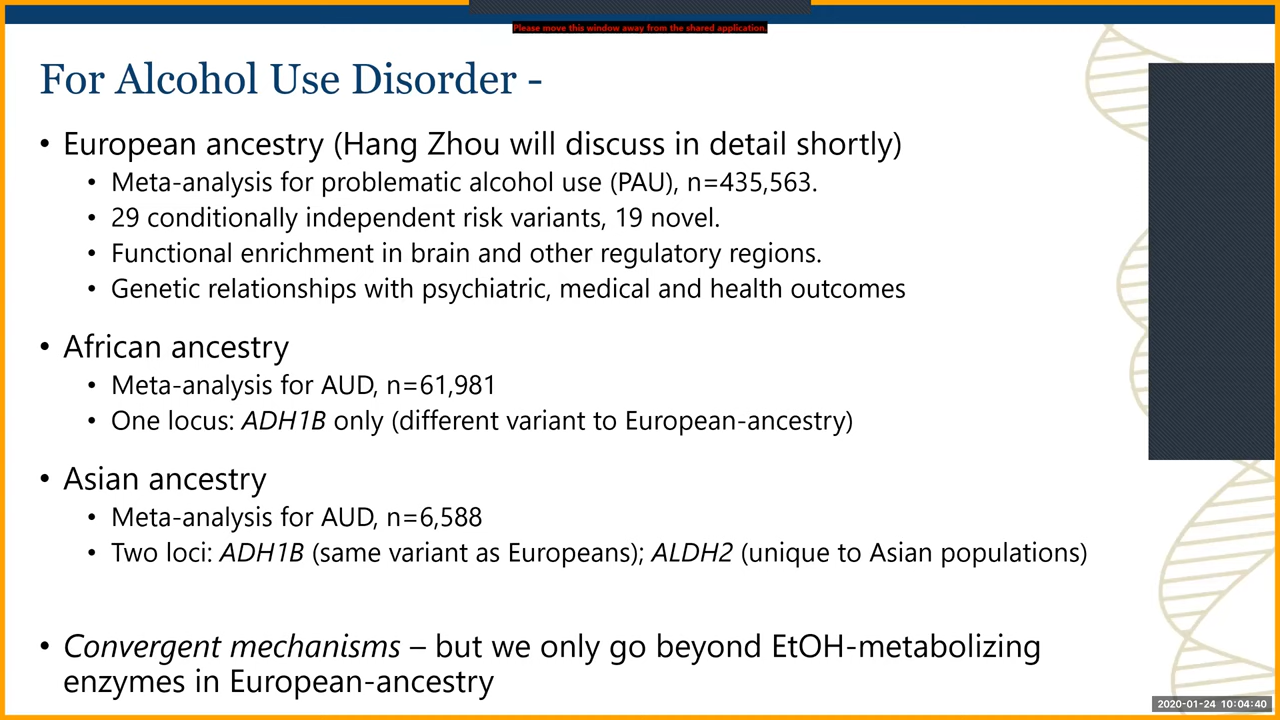 Please move this window away from the shared application.
For Alcohol Use Disorder -
• European ancestry (Hang Zhou will discuss in detail shortly)
• Meta-analysis for problematic alcohol use (PAU), n=435,563.
• 29 conditionally independent risk variants, 19 novel.
• Functional enrichment in brain and other regulatory regions.
• Genetic relationships with psychiatric, medical and health outcomes
• African ancestry
• Meta-analysis for AUD, n=61,981
• One locus: ADH1B only (different variant to European-ancestry)
• Asian ancestry
• Meta-analysis for AUD, n=6,588
• Two loci: ADH1B (same variant as Europeans); ALDH2 (unique to Asian populations)
• Convergent mechanisms – but we only go beyond EtOH-metabolizing
enzymes in European-ancestry
2020-01-24 10:04:40